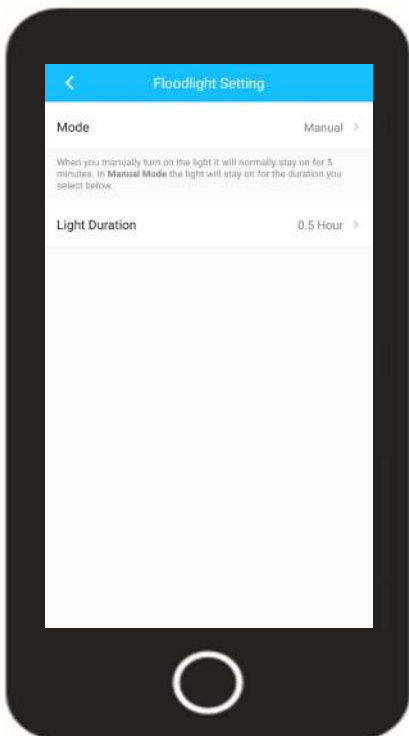 Floodlight Setting
Mode Manual
When you manually turn on the light it will normally stay on for 5
minutes. In Manual Mode the light will stay on for the duration you
select below.
Light Duration 0.5 Hour